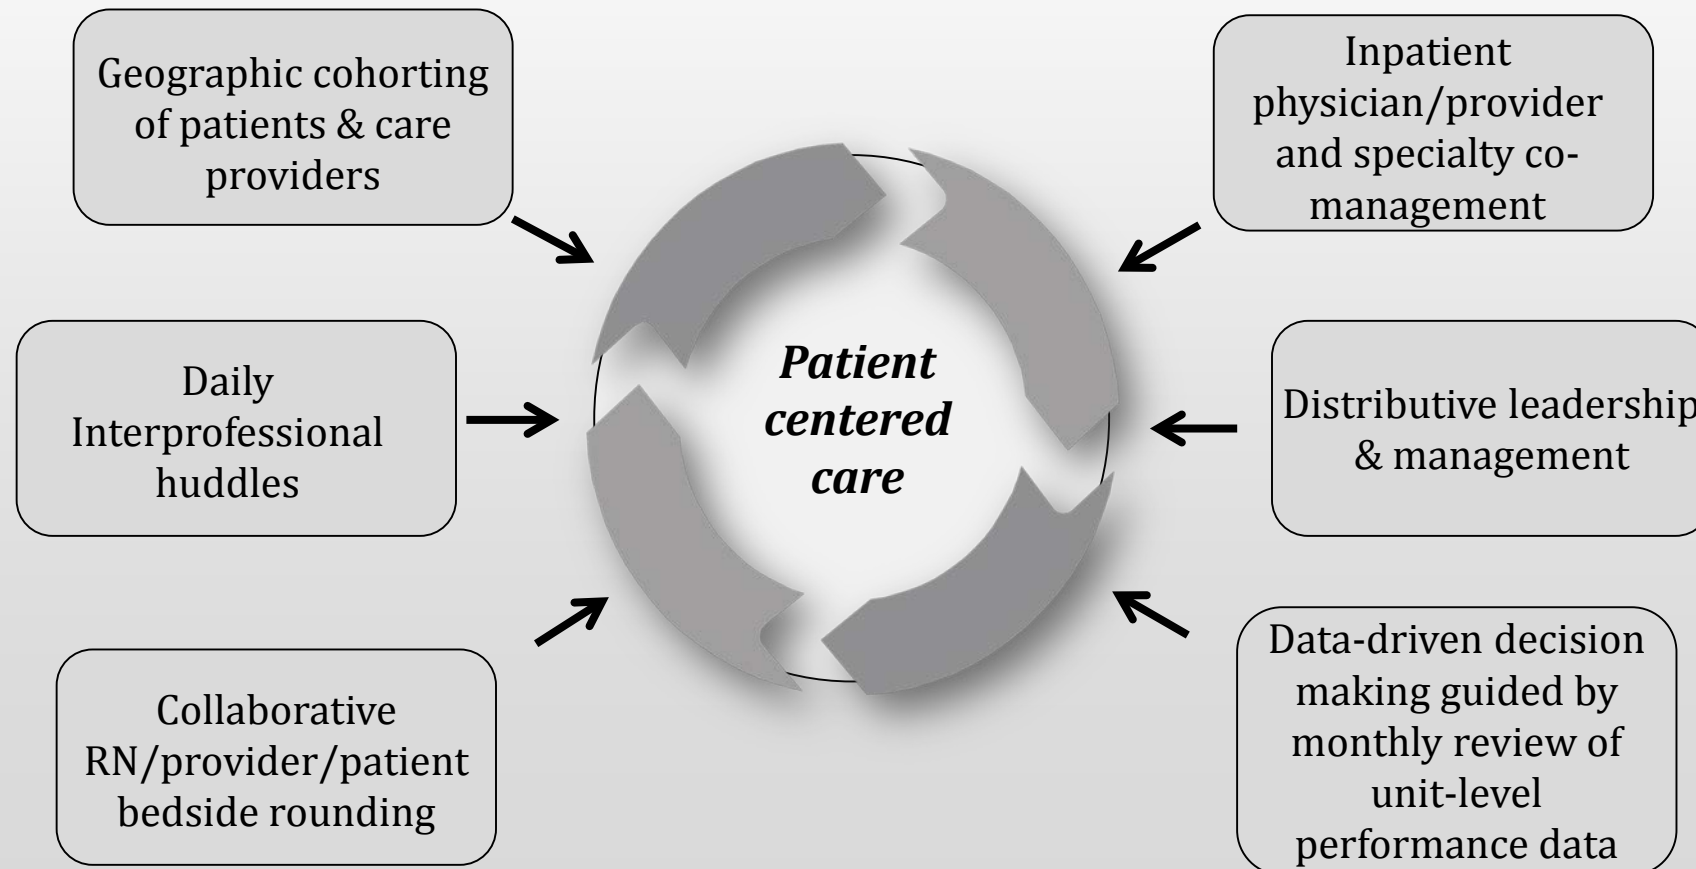 Geographic cohorting
of patients & care
providers
Daily
Interprofessional
huddles
Collaborative
RN/provider/patient
bedside rounding
Patient
centered
care
Inpatient
physician/provider
and specialty co-
management
Distributive leadership
& management
Data-driven decision
making guided by
monthly review of
unit-level
performance data